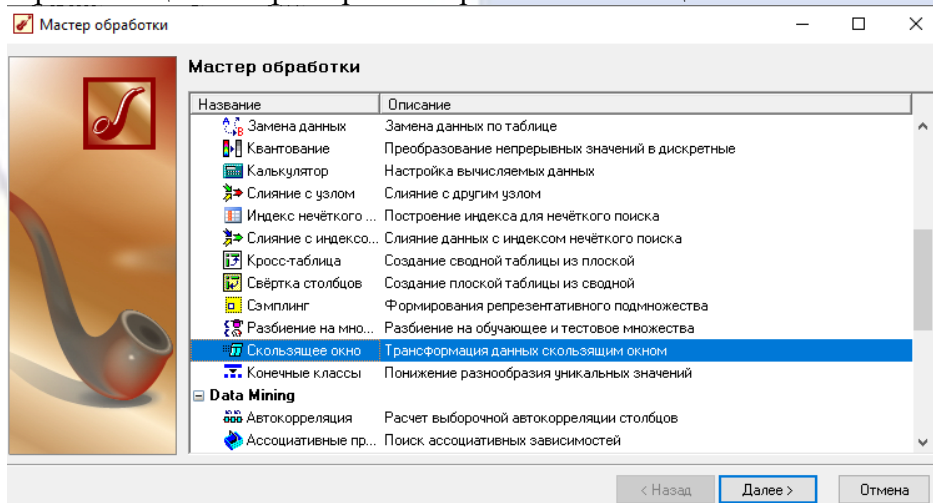 Мастер обработки
Мастер обработки
Название Описание
Замена данных Замена данных по таблице
Квантование Преобразование непрерывных значений в дискретные
Калькулятор Настройка вычисляемых данных
Слияние с узлом Слияние с другим узлом
Индекс нечёткого ... Построение индекса для нечёткого поиска
Слияние с индексо... Слияние данных с индексом нечёткого поиска
Кросс-таблица Создание сводной таблицы из плоской
Свёртка столбцов Создание плоской таблицы из сводной
Сэмплинг Формирования репрезентативного подмножества
Разбиение на мно... Разбиение на обучающее и тестовое множества
Скользящее окно Трансформация данных скользящим окном
Конечные классы Понижение разнообразия уникальных значений
Data Mining
Автокорреляция Расчет выборочной автокорреляции столбцов
Ассоциативные пр... Поиск ассоциативных зависимостей
< Назад Далее > Отмена